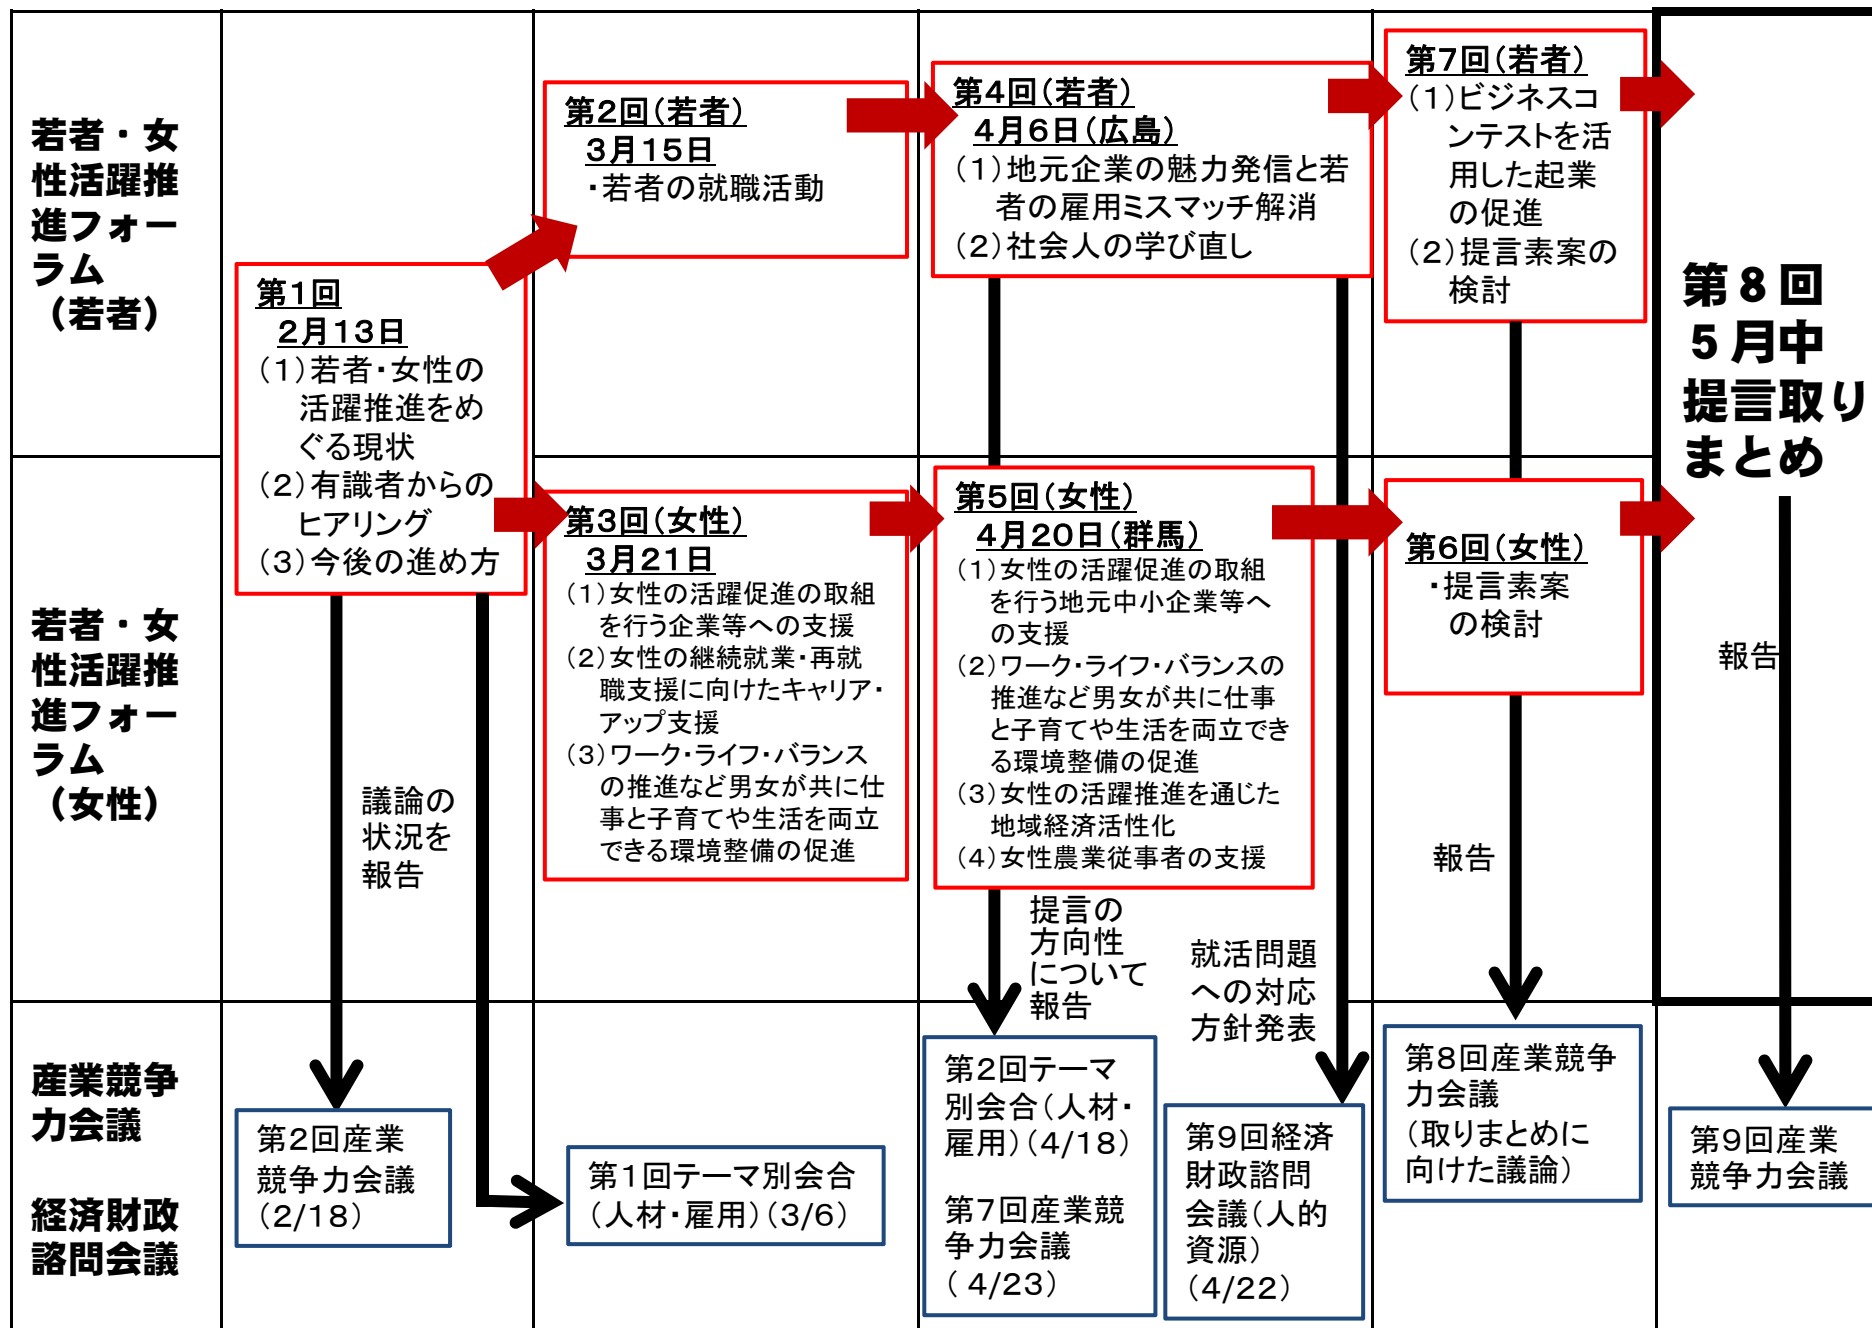 若者・女
性活躍推
進フォー
ラム
（若者）
第1回
2月13日
(1)若者・女性の
活躍推進をめ
ぐる現状
(2)有識者からの
ヒアリング
(3)今後の進め方
第2回(若者)
3月15日
・若者の就職活動
第4回(若者)
4月6日(広島)
(1)地元企業の魅力発信と若
者の雇用ミスマッチ解消
(2)社会人の学び直し
第7回(若者)
(1)ビジネスコ
ンテストを活
用した起業
の促進
(2)提言素案の
検討
第8回
5月中
提言取り
まとめ
若者・女
性活躍推
進フォー
ラム
（女性）
第3回(女性)
3月21日
(1)女性の活躍促進の取組
を行う企業等への支援
(2)女性の継続就業・再就
職支援に向けたキャリア・
アップ支援
(3)ワーク・ライフ・バランス
の推進など男女が共に仕
事と子育てや生活を両立
できる環境整備の促進
第5回(女性)
4月20日(群馬)
(1)女性の活躍促進の取組
を行う地元中小企業等へ
の支援
(2)ワーク・ライフ・バランスの
推進など男女が共に仕事
と子育てや生活を両立でき
る環境整備の促進
(3)女性の活躍推進を通じた
地域経済活性化
(4)女性農業従事者の支援
第6回(女性)
・提言素案
の検討
議論の
状況を
報告
提言の
方向性
について
報告
就活問題
への対応
方針発表
報告
報告
産業競争
力会議
経済財政
諮問会議
第2回産業
競争力会議
(2/18)
第1回テーマ別会合
(人材・雇用)(3/6)
第2回テーマ
別会合(人材・
雇用)(4/18)
第7回産業競
争力会議
( 4/23)
第9回経済
財政諮問
会議(人的
資源)
(4/22)
第8回産業競争
力会議
(取りまとめに
向けた議論)
第9回産業
競争力会議